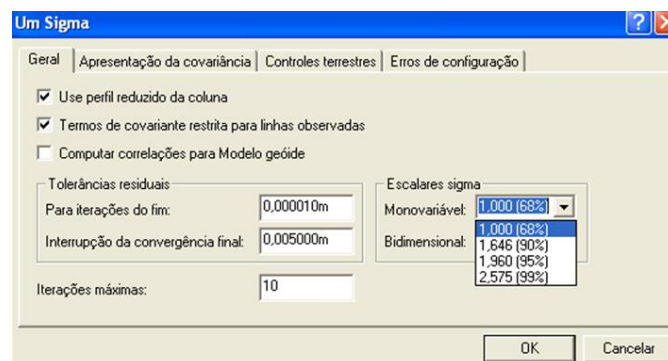 Um Sigma
Geral Apresentação da covariância Controles terrestres Erros de configuração
Use perfil reduzido da coluna
Termos de covariante restrita para linhas observadas
Computar correlações para Modelo geóide
Tolerâncias residuais
Para iterações do fim: 0,000010m
Interrupção da convergência final: 0,005000m
Iterações máximas: 10
Escalares sigma
Monovariável: 1,000 (68%)
Bidimensional:
1,000 (68%)
1,646 (90%)
1,960 (95%)
2,575 (99%)
OK Cancelar